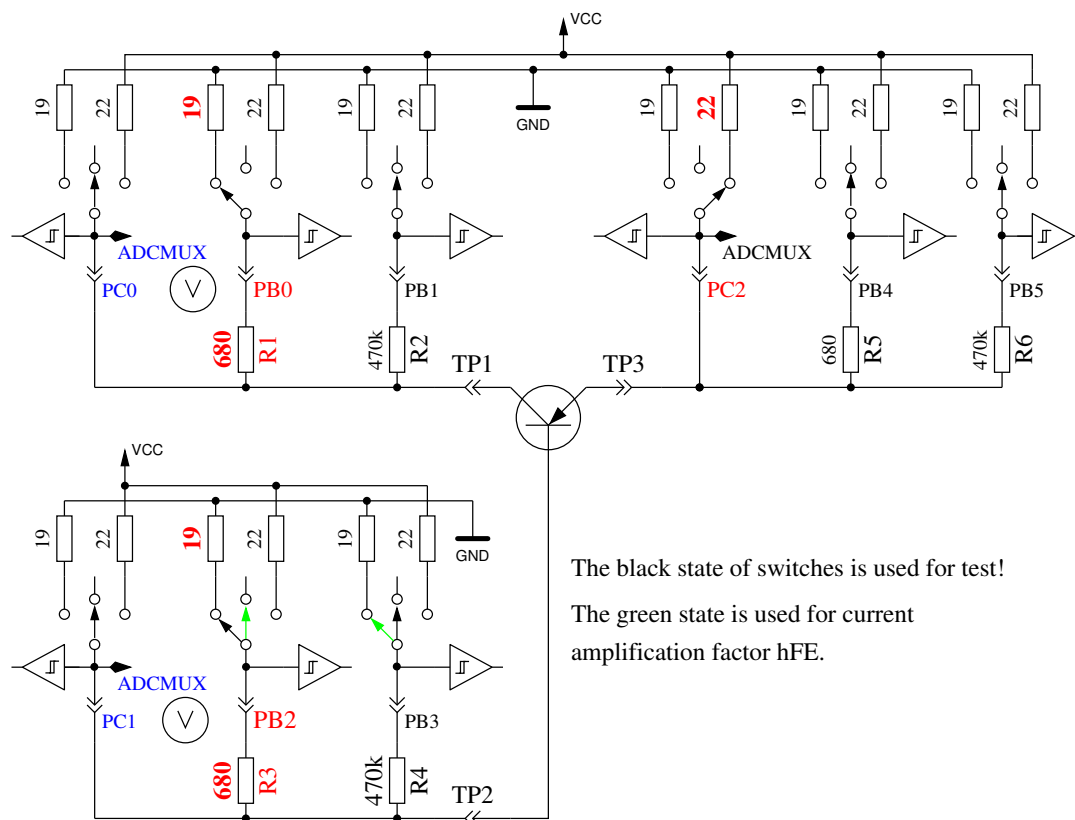 VCC
19
22
19
22
19
22
GND
19
22
19
22
19
22
ADCMUX
ADCMUX
PC0
V
PB0
PB1
PC2
PB4
PB5
680
R1
470k
R2
680
R5
470k
R6
TP1
TP3
VCC
19
22
19
22
19
22
GND
The black state of switches is used for test!
The green state is used for current
amplification factor hFE.
ADCMUX
PC1
V
PB2
PB3
680
R3
470k
R4
TP2